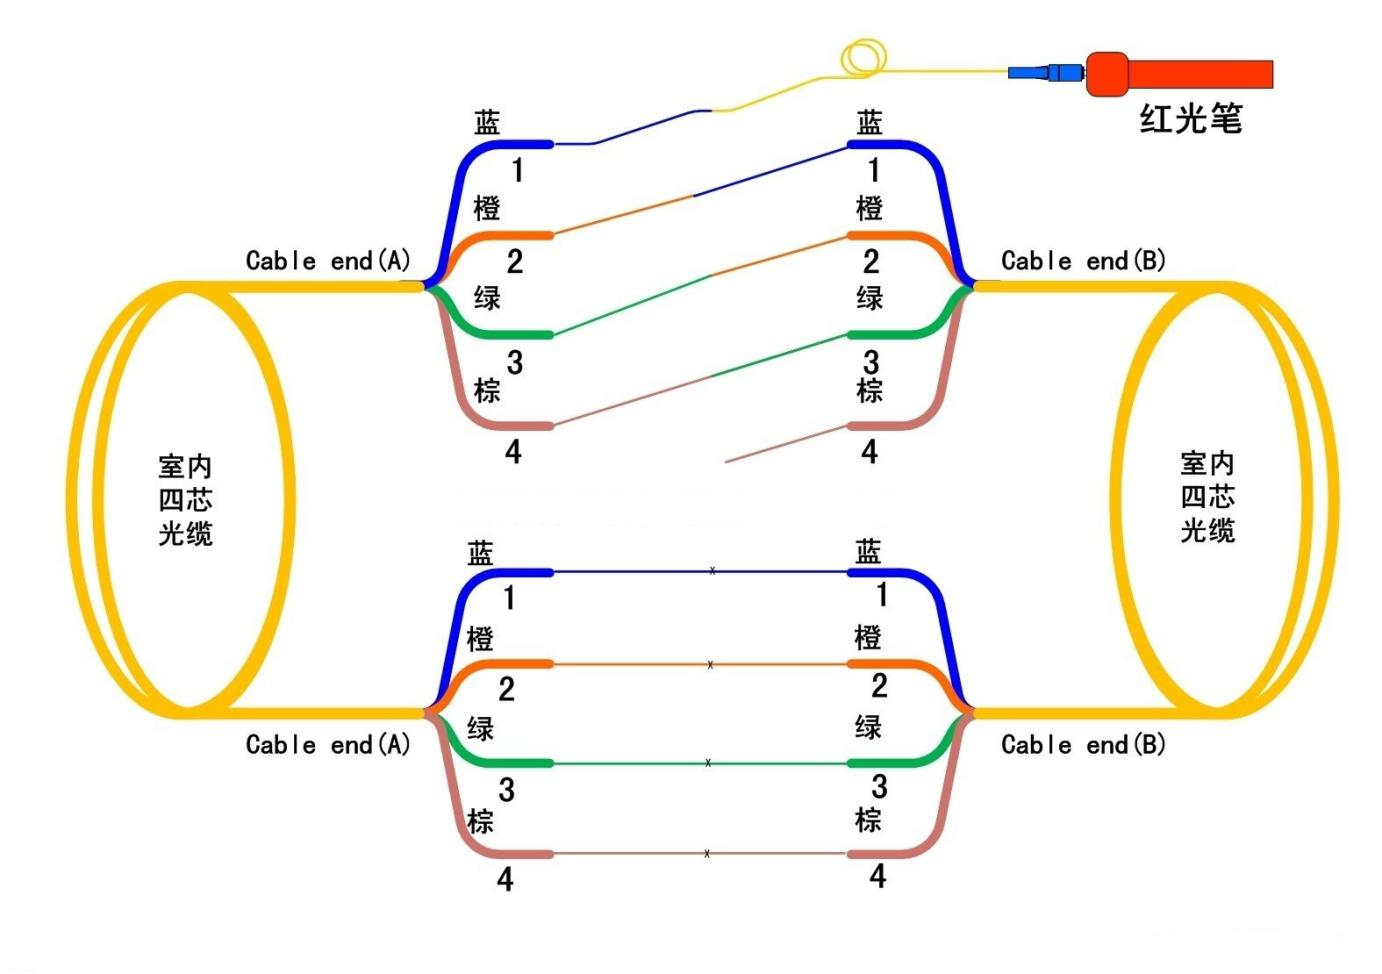 红光笔
蓝
1
橙
2
绿
3
棕
4
蓝
1
橙
2
绿
3
棕
4
Cable end(A)
Cable end(B)
室内
四芯
光缆
室内
四芯
光缆
蓝
1
橙
2
绿
3
棕
4
x
x
x
x
蓝
1
橙
2
绿
3
棕
4
Cable end(A)
Cable end(B)